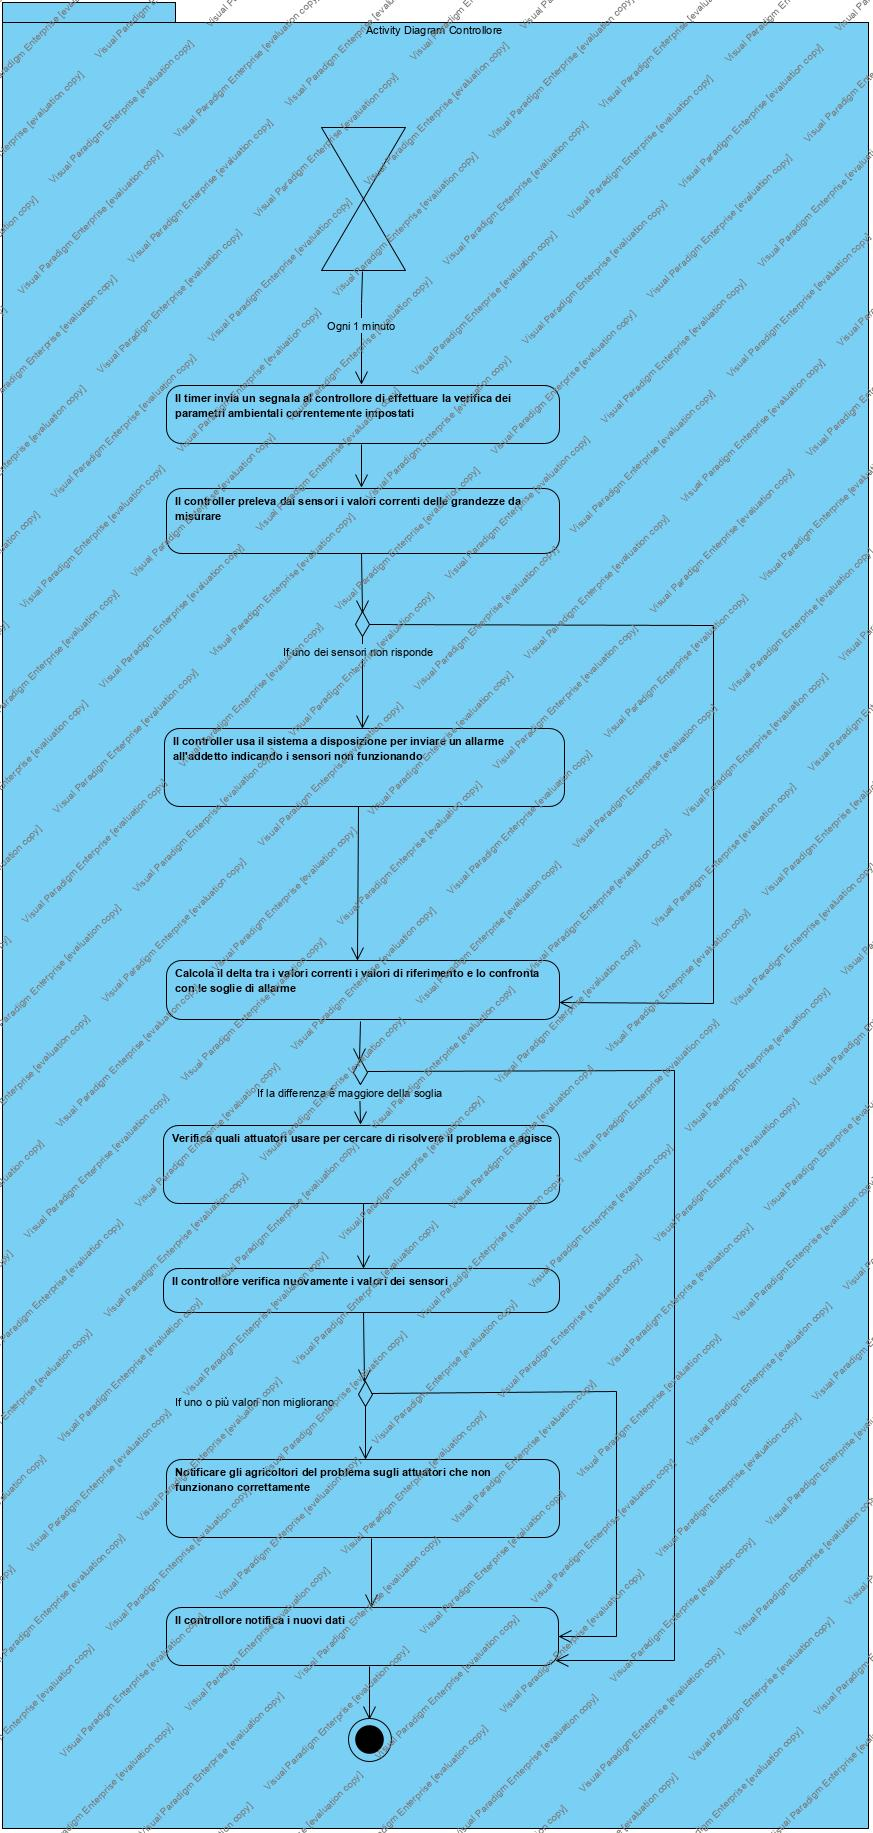 Activity Diagram Controllore
Ogni 1 minuto
Il timer invia un segnala al controllore di effettuare la verifica dei
parametri ambientali correntemente impostati
Il controller preleva dai sensori i valori correnti delle grandezze da
misurare
If uno dei sensori non risponde
Il controller usa il sistema a disposizione per inviare un allarme
all'addetto indicando i sensori non funzionando
Calcola il delta tra i valori correnti i valori di riferimento e lo confronta
con le soglie di allarme
If la differenza è maggiore della soglia
Verifica quali attuatori usare per cercare di risolvere il problema e agisce
Il controllore verifica nuovamente i valori dei sensori
If uno o più valori non migliorano
Notificare gli agricoltori del problema sugli attuatori che non
funzionano correttamente
Il controllore notifica i nuovi dati
Visual Paradigm Enterprise [evaluation copy]